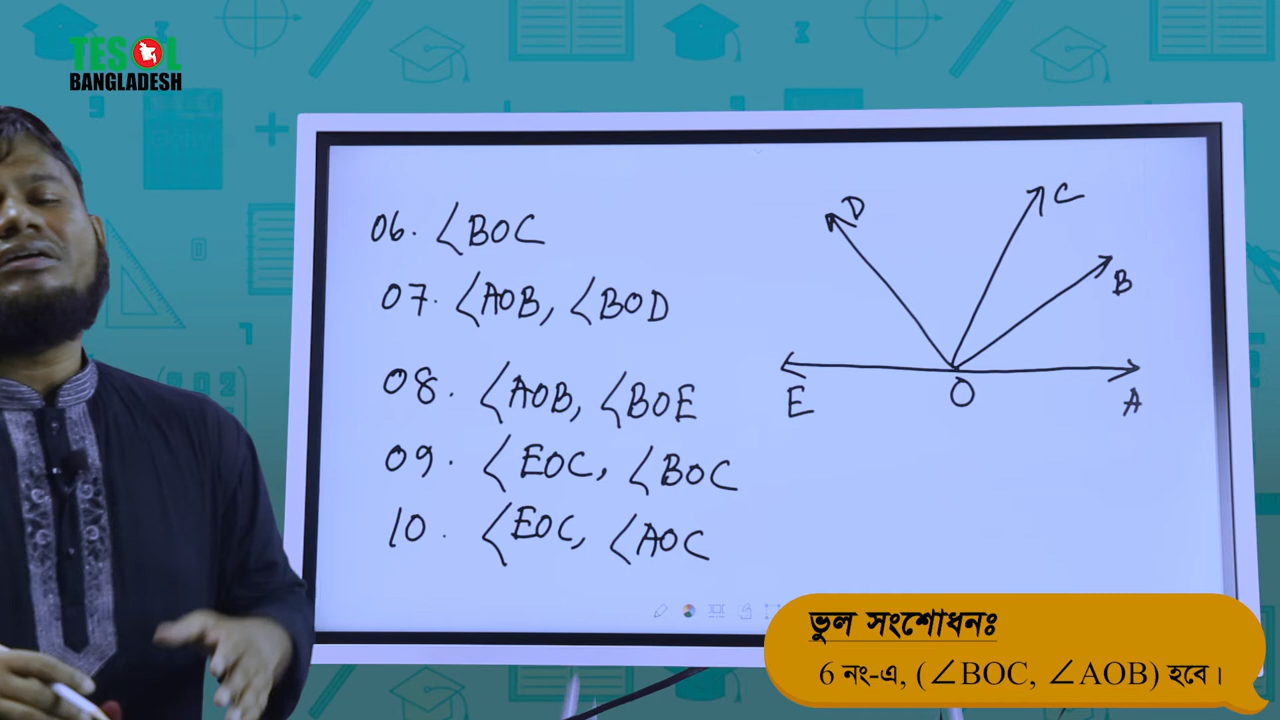 TESOL
BANGLADESH
06. ∠BOC
07. ∠AOB, ∠BOD
08. ∠AOB, ∠BOE
09. ∠EOC, ∠BOC
10. ∠EOC, ∠AOC
D
C
B
E
O
A
ভুল সংশোধনঃ
6 নং-এ, (∠BOC, ∠AOB) হবে।